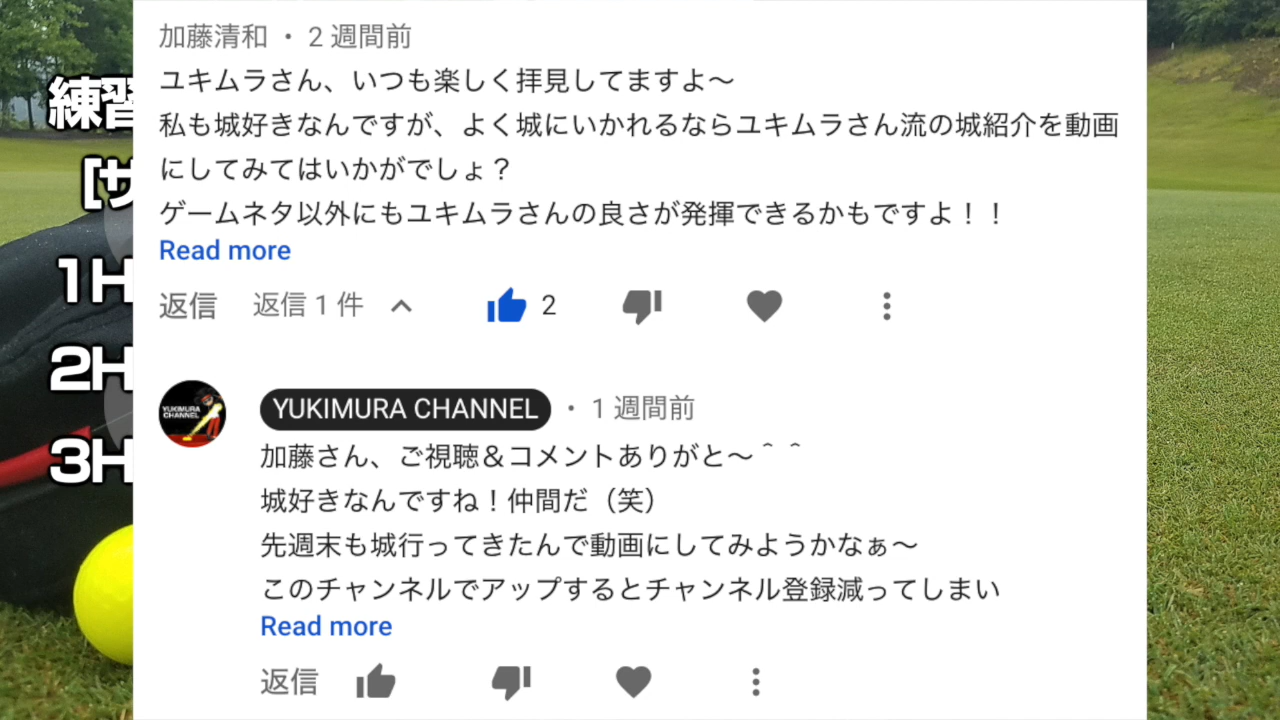 練習
[サ
1H
2H
3H
加藤清和 ・ 2 週間前
ユキムラさん、いつも楽しく拝見してますよ〜
私も城好きなんですが、よく城にいかれるならユキムラさん流の城紹介を動画
にしてみてはいかがでしょ？
ゲームネタ以外にもユキムラさんの良さが発揮できるかもですよ！！
Read more
返信 返信 1 件 2
YUKIMURA CHANNEL
YUKIMURA CHANNEL ・ 1 週間前
加藤さん、ご視聴＆コメントありがと〜＾＾
城好きなんですね！仲間だ（笑）
先週末も城行ってきたんで動画にしてみようかなぁ〜
このチャンネルでアップするとチャンネル登録減ってしまい
Read more
返信